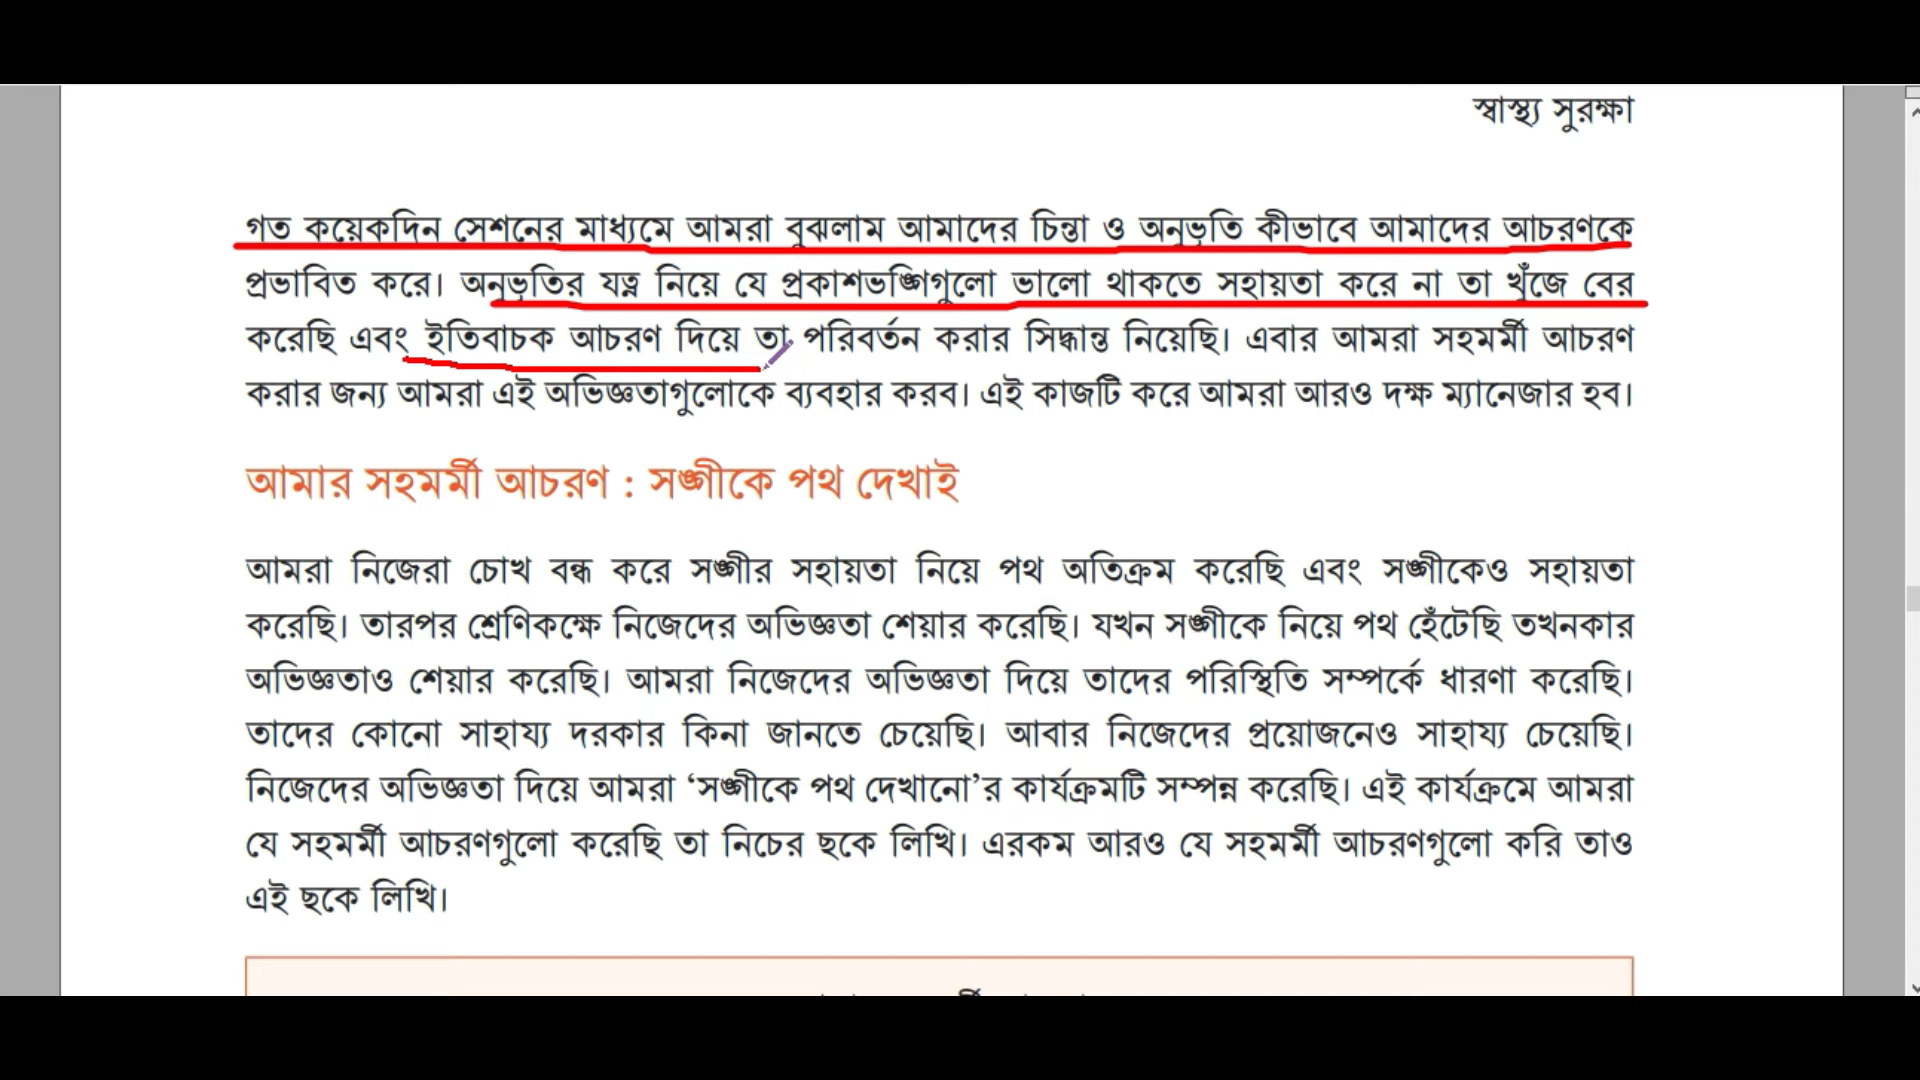 স্বাস্থ্য সুরক্ষা
গত কয়েকদিন সেশনের মাধ্যমে আমরা বুঝলাম আমাদের চিন্তা ও অনুভূতি কীভাবে আমাদের আচরণকে
প্রভাবিত করে। অনুভূতির যত্ন নিয়ে যে প্রকাশভঙ্গিগুলো ভালো থাকতে সহায়তা করে না তা খুঁজে বের
করেছি এবং ইতিবাচক আচরণ দিয়ে তা পরিবর্তন করার সিদ্ধান্ত নিয়েছি। এবার আমরা সহমর্মী আচরণ
করার জন্য আমরা এই অভিজ্ঞতাগুলোকে ব্যবহার করব। এই কাজটি করে আমরা আরও দক্ষ ম্যানেজার হব।
আমার সহমর্মী আচরণ : সঙ্গীকে পথ দেখাই
আমরা নিজেরা চোখ বন্ধ করে সঙ্গীর সহায়তা নিয়ে পথ অতিক্রম করেছি এবং সঙ্গীকেও সহায়তা
করেছি। তারপর শ্রেণিকক্ষে নিজেদের অভিজ্ঞতা শেয়ার করেছি। যখন সঙ্গীকে নিয়ে পথ হেঁটেছি তখনকার
অভিজ্ঞতাও শেয়ার করেছি। আমরা নিজেদের অভিজ্ঞতা দিয়ে তাদের পরিস্থিতি সম্পর্কে ধারণা করেছি।
তাদের কোনো সাহায্য দরকার কিনা জানতে চেয়েছি। আবার নিজেদের প্রয়োজনেও সাহায্য চেয়েছি।
নিজেদের অভিজ্ঞতা দিয়ে আমরা ‘সঙ্গীকে পথ দেখানো’র কার্যক্রমটি সম্পন্ন করেছি। এই কার্যক্রমে আমরা
যে সহমর্মী আচরণগুলো করেছি তা নিচের ছকে লিখি। এরকম আরও যে সহমর্মী আচরণগুলো করি তাও
এই ছকে লিখি।